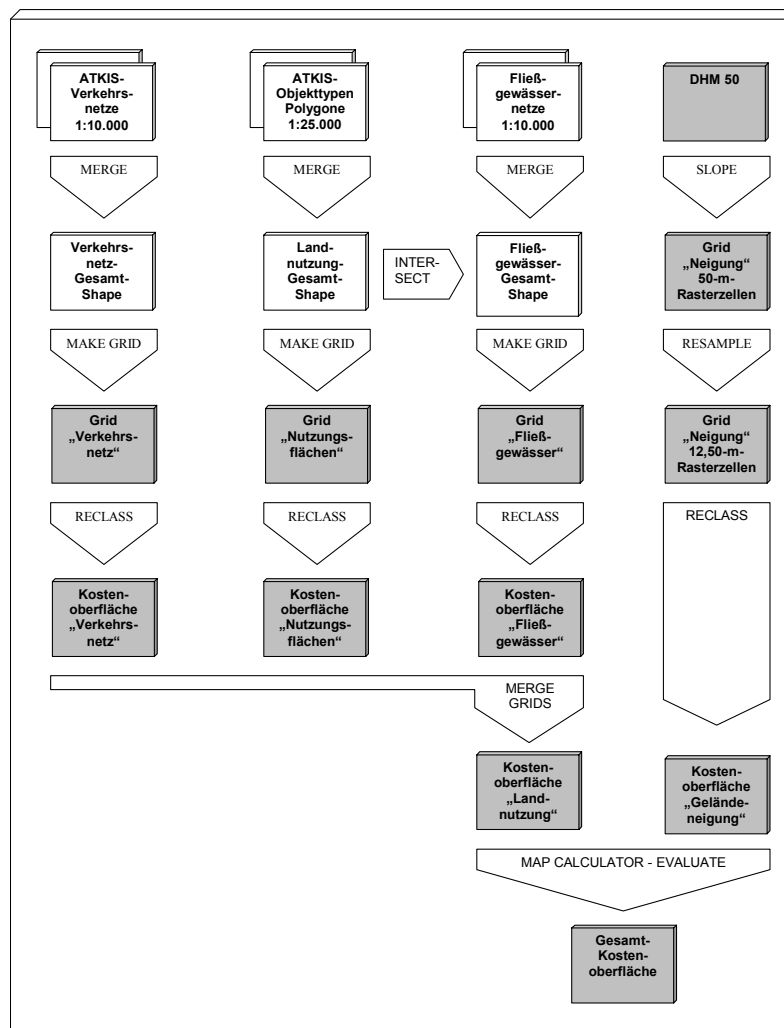 ATKIS-
Verkehrs-
netze
1:10.000
ATKIS-
Objekttypen
Polygone
1:25.000
Fließ-
gewässer-
netze
1:10.000
DHM 50
MERGE
MERGE
MERGE
SLOPE
Verkehrs-
netz-
Gesamt-
Shape
Land-
nutzung-
Gesamt-
Shape
INTER-
SECT
Fließ-
gewässer-
Gesamt-
Shape
Grid
„Neigung“
50-m-
Rasterzellen
MAKE GRID
MAKE GRID
MAKE GRID
RESAMPLE
Grid
„Verkehrs-
netz“
Grid
„Nutzungs-
flächen“
Grid
„Fließ-
gewässer“
Grid
„Neigung“
12,50-m-
Rasterzellen
RECLASS
RECLASS
RECLASS
RECLASS
Kosten-
oberfläche
„Verkehrs-
netz“
Kosten-
oberfläche
„Nutzungs-
flächen“
Kosten-
oberfläche
„Fließ-
gewässer“
MERGE
GRIDS
Kosten-
oberfläche
„Land-
nutzung“
Kosten-
oberfläche
„Gelände-
neigung“
MAP CALCULATOR - EVALUATE
Gesamt-
Kosten-
oberfläche